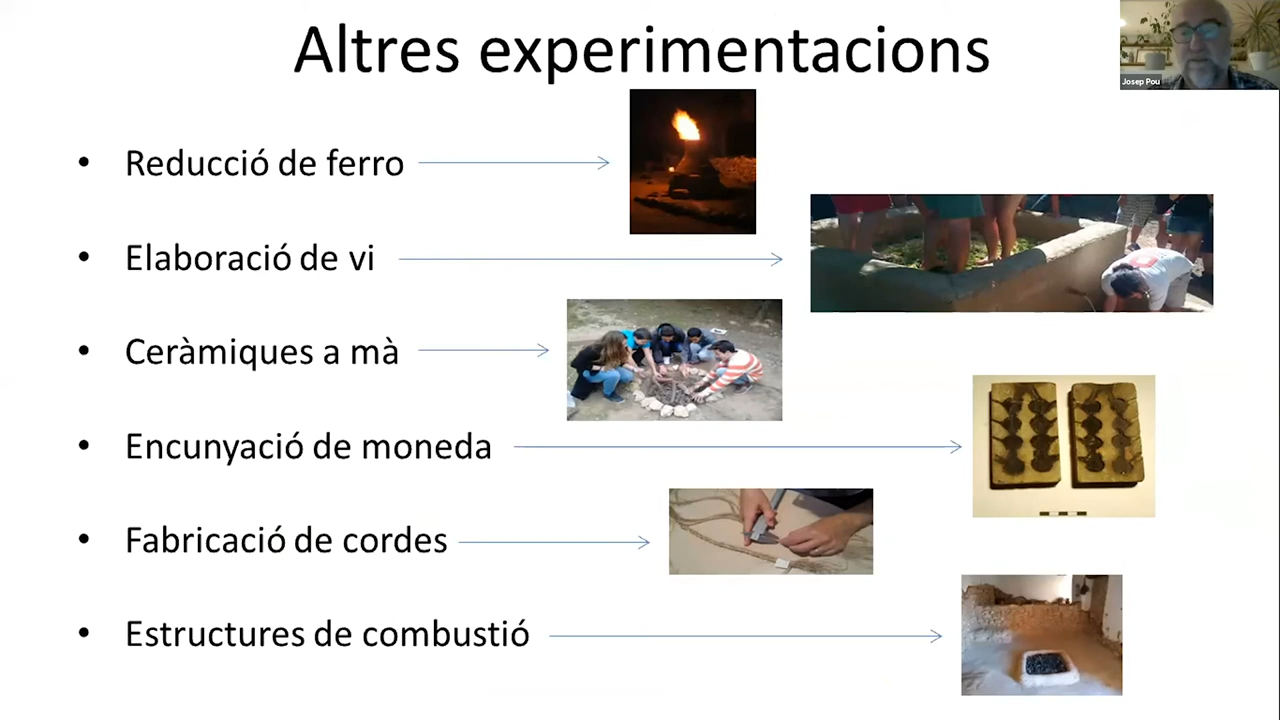 Altres experimentacions
Josep Pou
• Reducció de ferro
• Elaboració de vi
• Ceràmiques a mà
• Encunyació de moneda
• Fabricació de cordes
• Estructures de combustió